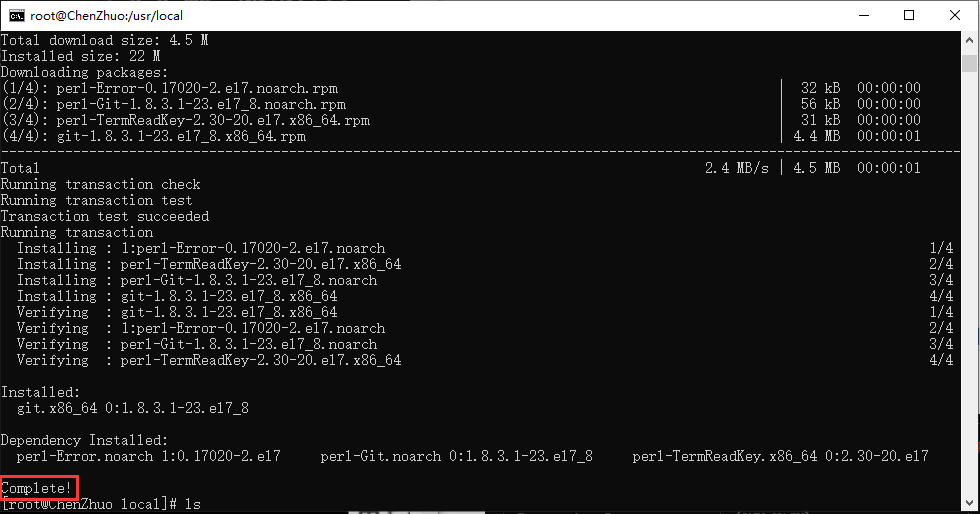 root@ChenZhuo:/usr/local
Total download size: 4.5 M
Installed size: 22 M
Downloading packages:
(1/4): perl-Error-0.17020-2.el7.noarch.rpm | 32 kB 00:00:00
(2/4): perl-Git-1.8.3.1-23.el7_8.noarch.rpm | 56 kB 00:00:00
(3/4): perl-TermReadKey-2.30-20.el7.x86_64.rpm | 31 kB 00:00:00
(4/4): git-1.8.3.1-23.el7_8.x86_64.rpm | 4.4 MB 00:00:01
--------------------------------------------------------------------------------
Total 2.4 MB/s | 4.5 MB 00:00:01
Running transaction check
Running transaction test
Transaction test succeeded
Running transaction
Installing : 1:perl-Error-0.17020-2.el7.noarch 1/4
Installing : perl-TermReadKey-2.30-20.el7.x86_64 2/4
Installing : perl-Git-1.8.3.1-23.el7_8.noarch 3/4
Installing : git-1.8.3.1-23.el7_8.x86_64 4/4
Verifying : git-1.8.3.1-23.el7_8.x86_64 1/4
Verifying : 1:perl-Error-0.17020-2.el7.noarch 2/4
Verifying : perl-Git-1.8.3.1-23.el7_8.noarch 3/4
Verifying : perl-TermReadKey-2.30-20.el7.x86_64 4/4
Installed:
git.x86_64 0:1.8.3.1-23.el7_8
Dependency Installed:
perl-Error.noarch 1:0.17020-2.el7 perl-Git.noarch 0:1.8.3.1-23.el7_8 perl-TermReadKey.x86_64 0:2.30-20.el7
Complete!
[root@ChenZhuo local]# ls